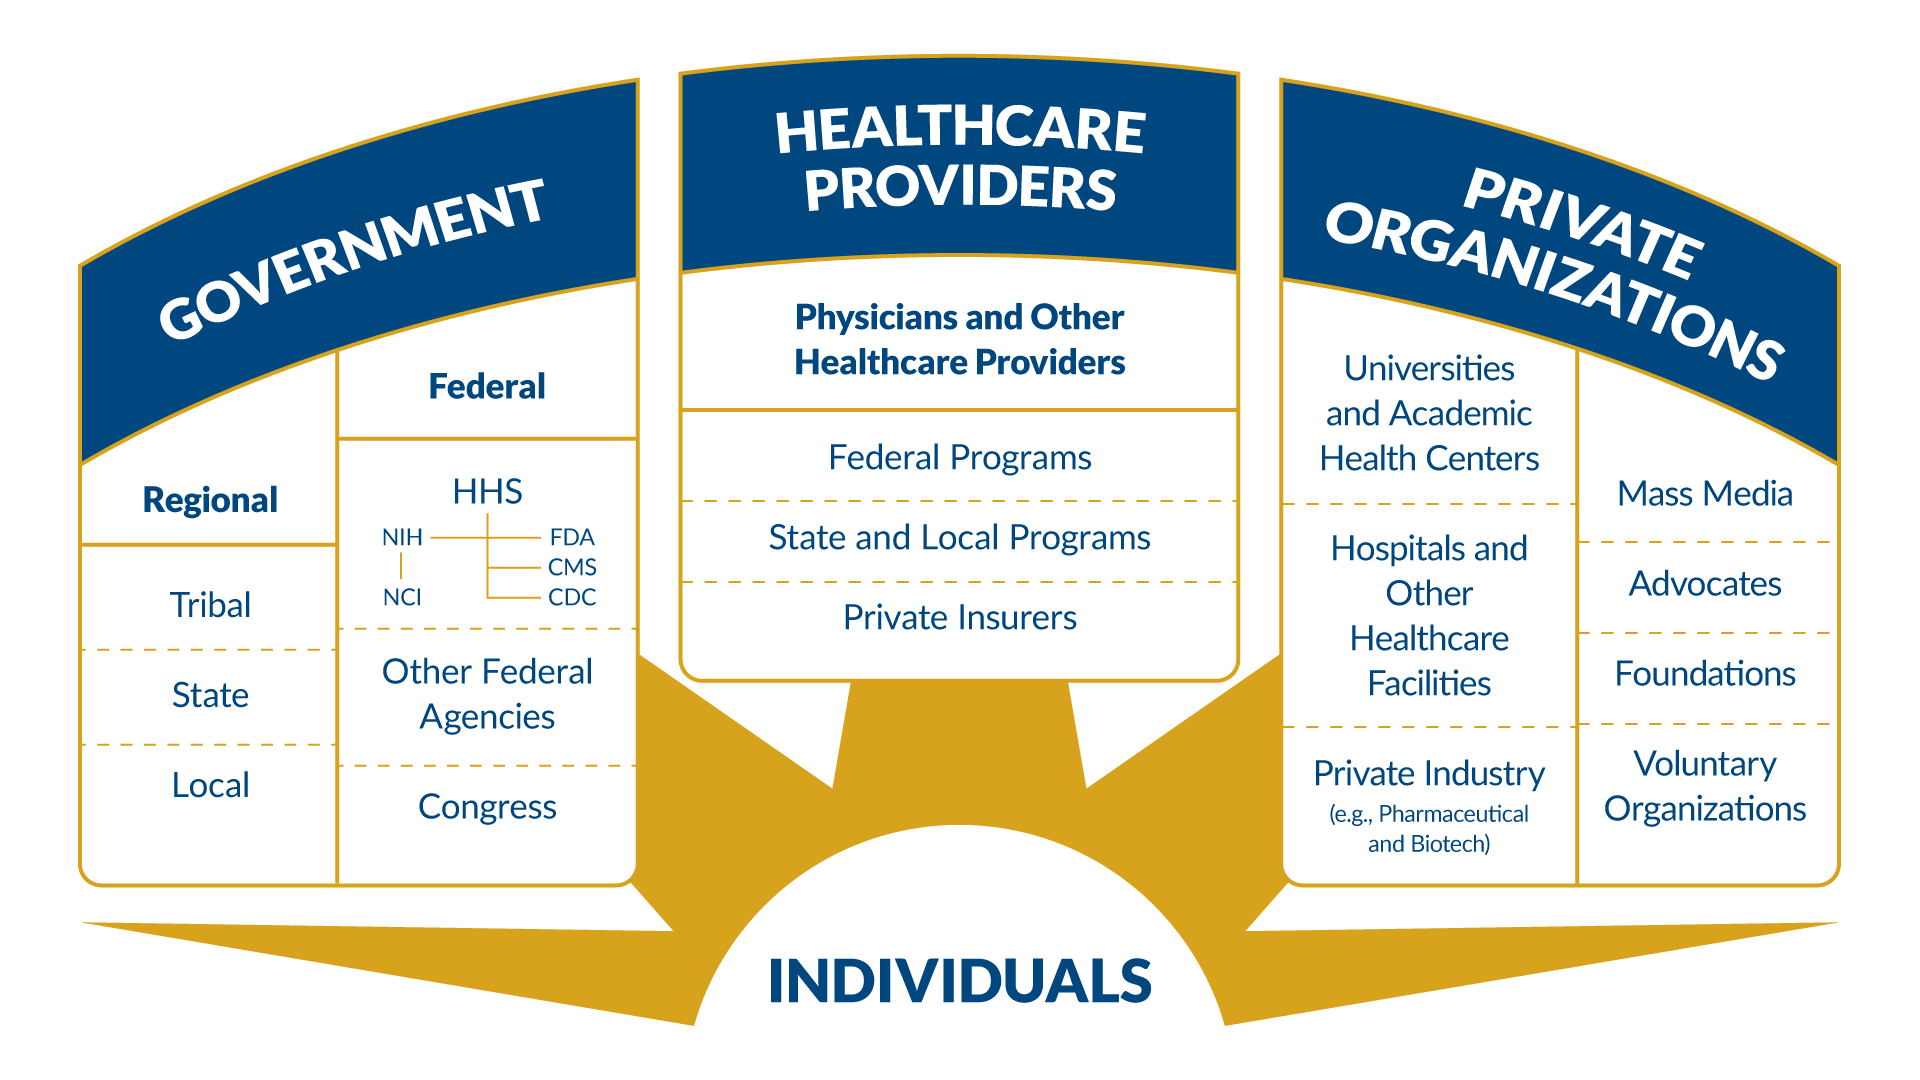 GOVERNMENT
Regional
Tribal
State
Local
Federal
HHS
NIH
NCI
FDA
CMS
CDC
Other Federal
Agencies
Congress
HEALTHCARE
PROVIDERS
Physicians and Other
Healthcare Providers
Federal Programs
State and Local Programs
Private Insurers
PRIVATE
ORGANIZATIONS
Universities
and Academic
Health Centers
Hospitals and
Other
Healthcare
Facilities
Private Industry
(e.g., Pharmaceutical
and Biotech)
Mass Media
Advocates
Foundations
Voluntary
Organizations
INDIVIDUALS